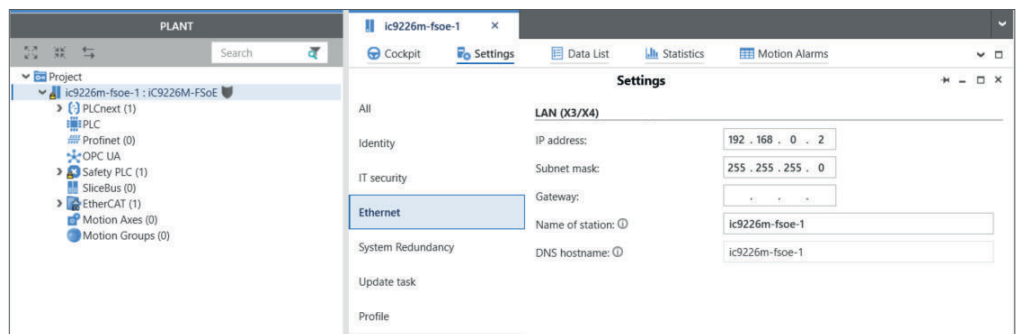 PLANT
Search
Project
ic9226m-fsoe-1 : iC9226M-FSoE
PLCnext (1)
PLC
Profinet (0)
OPC UA
Safety PLC (1)
SliceBus (0)
EtherCAT (1)
Motion Axes (0)
Motion Groups (0)
ic9226m-fsoe-1
Cockpit
Settings
Data List
Statistics
Motion Alarms
Settings
All
Identity
IT security
Ethernet
System Redundancy
Update task
Profile
LAN (X3/X4)
IP address: 192 . 168 . 0 . 2
Subnet mask: 255 . 255 . 255 . 0
Gateway: . . .
Name of station: ic9226m-fsoe-1
DNS hostname: ic9226m-fsoe-1